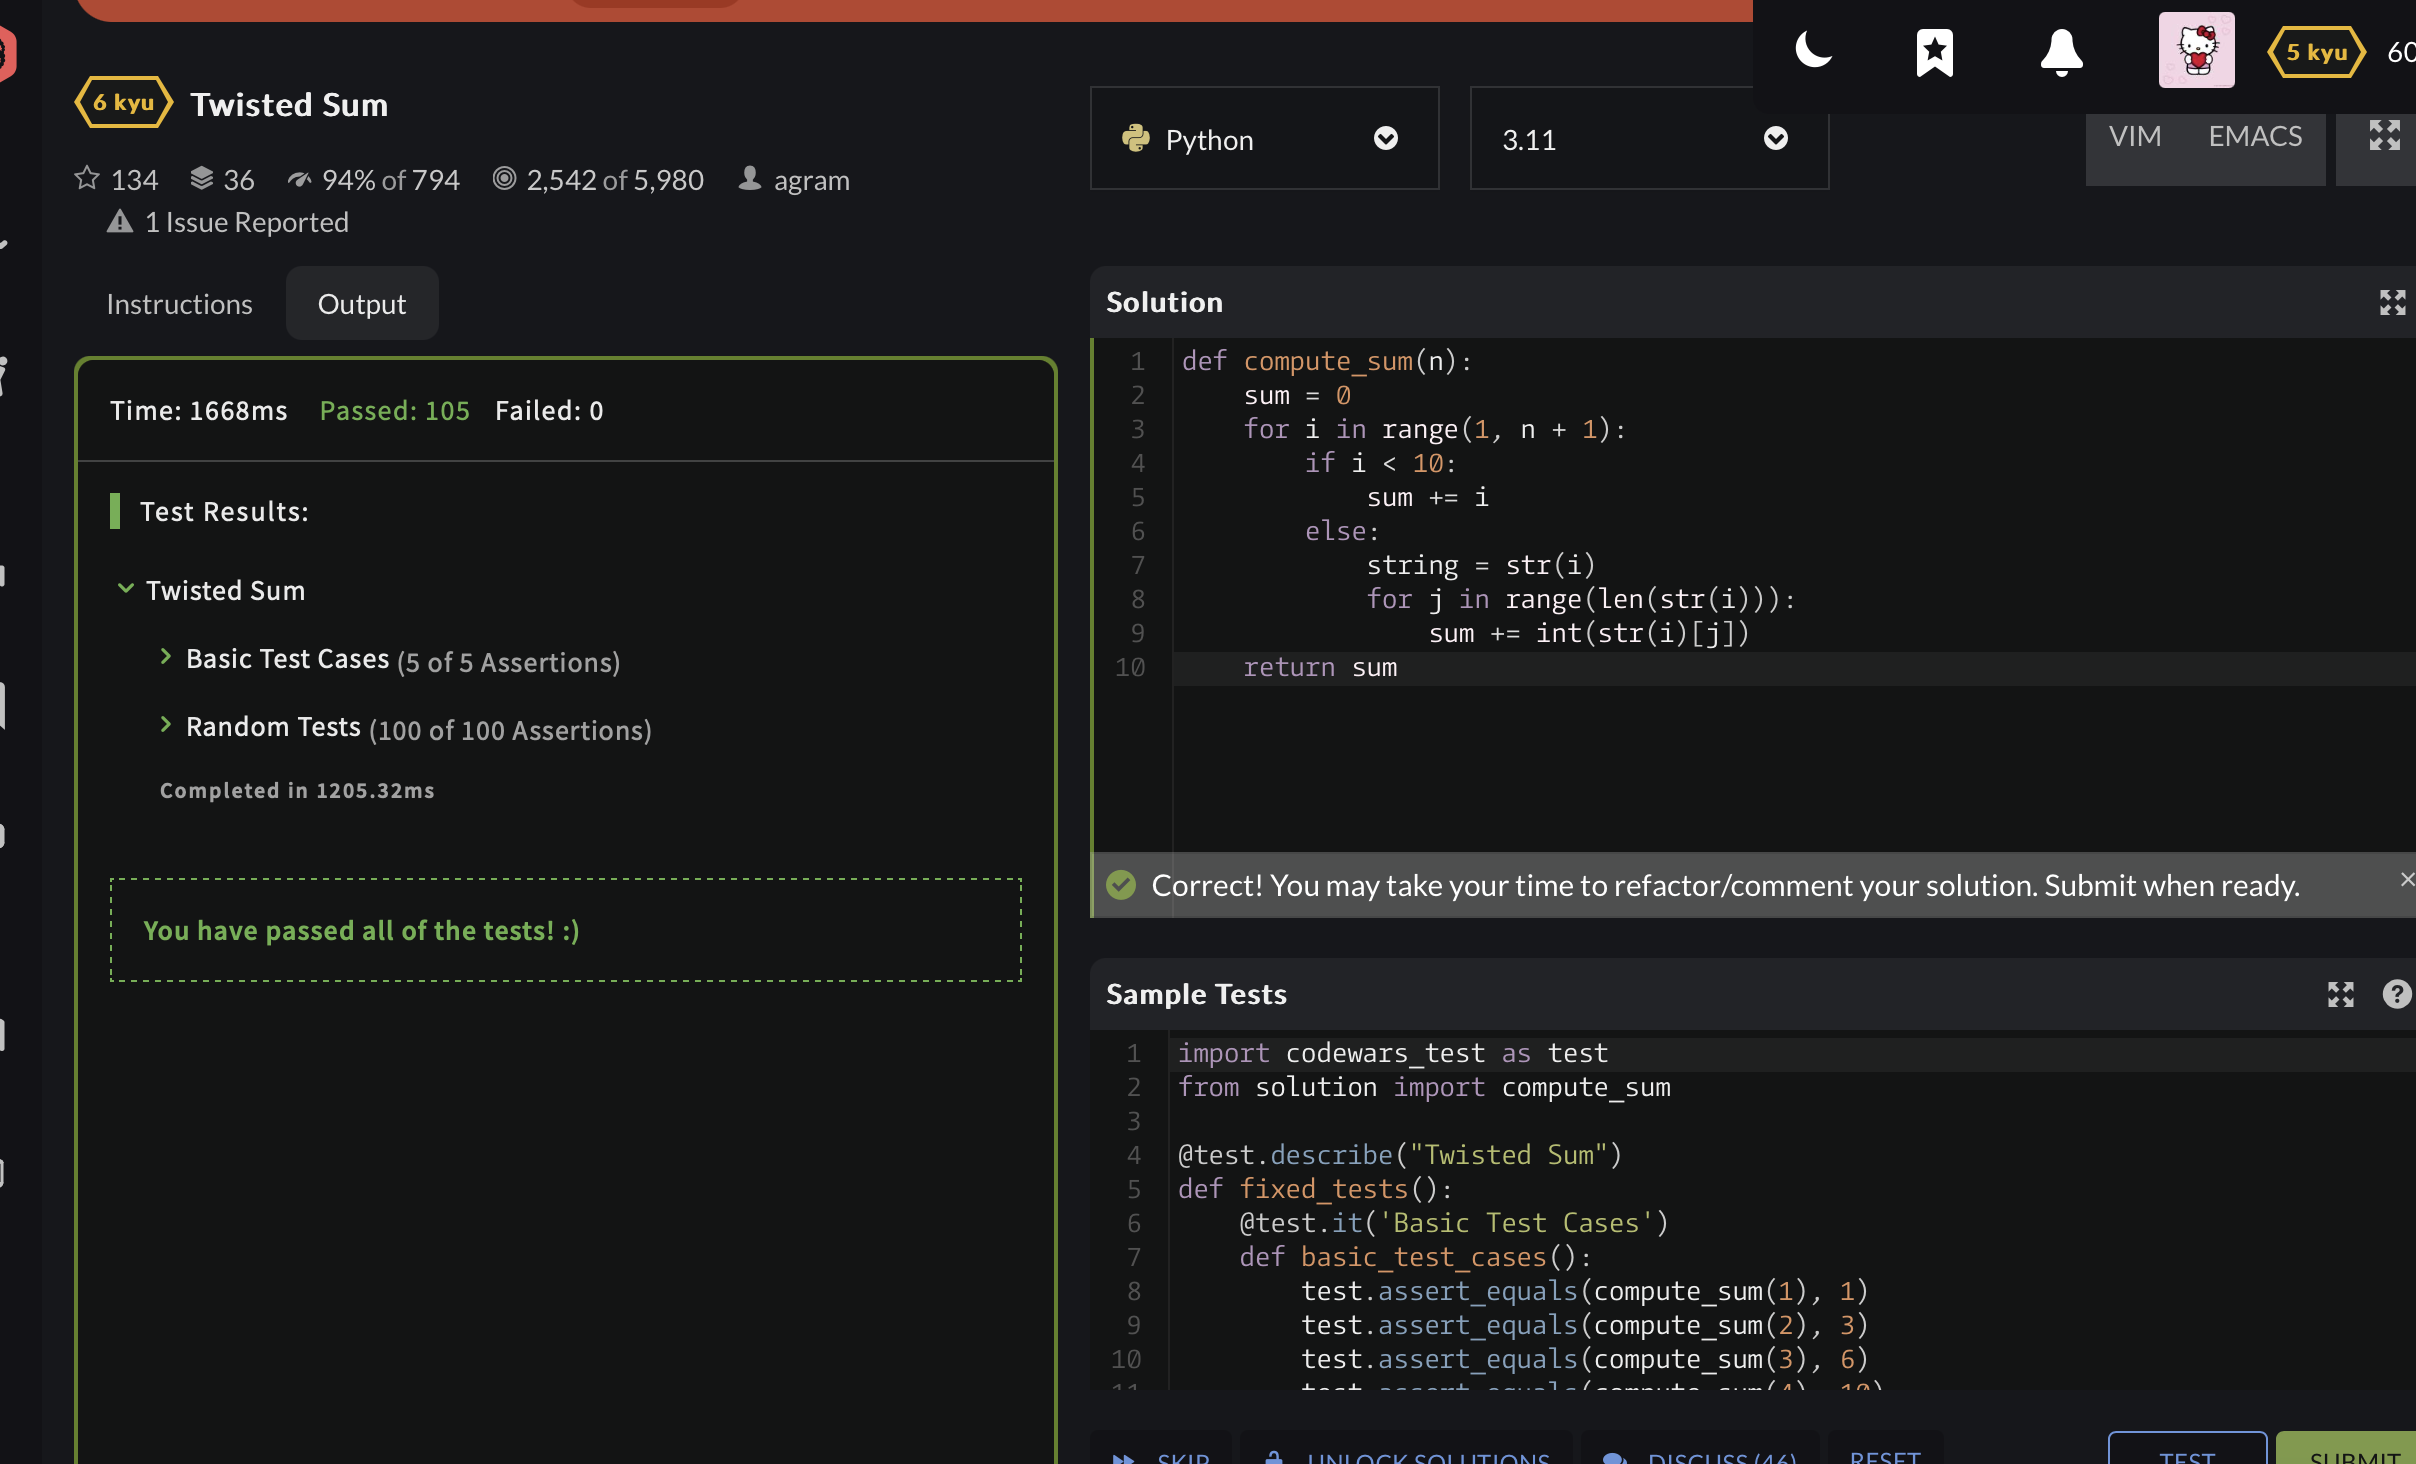 6 kyu Twisted Sum
134 36 94% of 794 2,542 of 5,980 agram
1 Issue Reported
Instructions Output
Time: 1668ms Passed: 105 Failed: 0
Test Results:
Twisted Sum
Basic Test Cases (5 of 5 Assertions)
Random Tests (100 of 100 Assertions)
Completed in 1205.32ms
You have passed all of the tests! :)
5 kyu 60
Python 3.11 VIM EMACS
Solution
1 def compute_sum(n):
2     sum = 0
3     for i in range(1, n + 1):
4         if i < 10:
5             sum += i
6         else:
7             string = str(i)
8             for j in range(len(str(i))):
9                 sum += int(str(i)[j])
10     return sum
Correct! You may take your time to refactor/comment your solution. Submit when ready.
Sample Tests
1 import codewars_test as test
2 from solution import compute_sum
3
4 @test.describe("Twisted Sum")
5 def fixed_tests():
6     @test.it('Basic Test Cases')
7     def basic_test_cases():
8         test.assert_equals(compute_sum(1), 1)
9         test.assert_equals(compute_sum(2), 3)
10         test.assert_equals(compute_sum(3), 6)
11         test.assert_equals(compute_sum(4), 10)
SKIP UNLOCK SOLUTIONS DISCUSS (46) RESET TEST SUBMIT